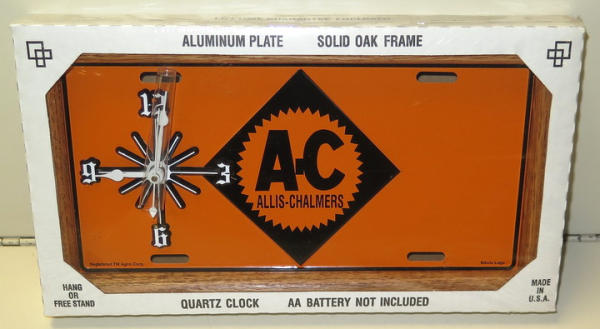 ALUMINUM PLATE SOLID OAK FRAME
12
9 3
6
A-C
ALLIS-CHALMERS
HANG
OR
FREE STAND
QUARTZ CLOCK AA BATTERY NOT INCLUDED
MADE
IN
U.S.A.